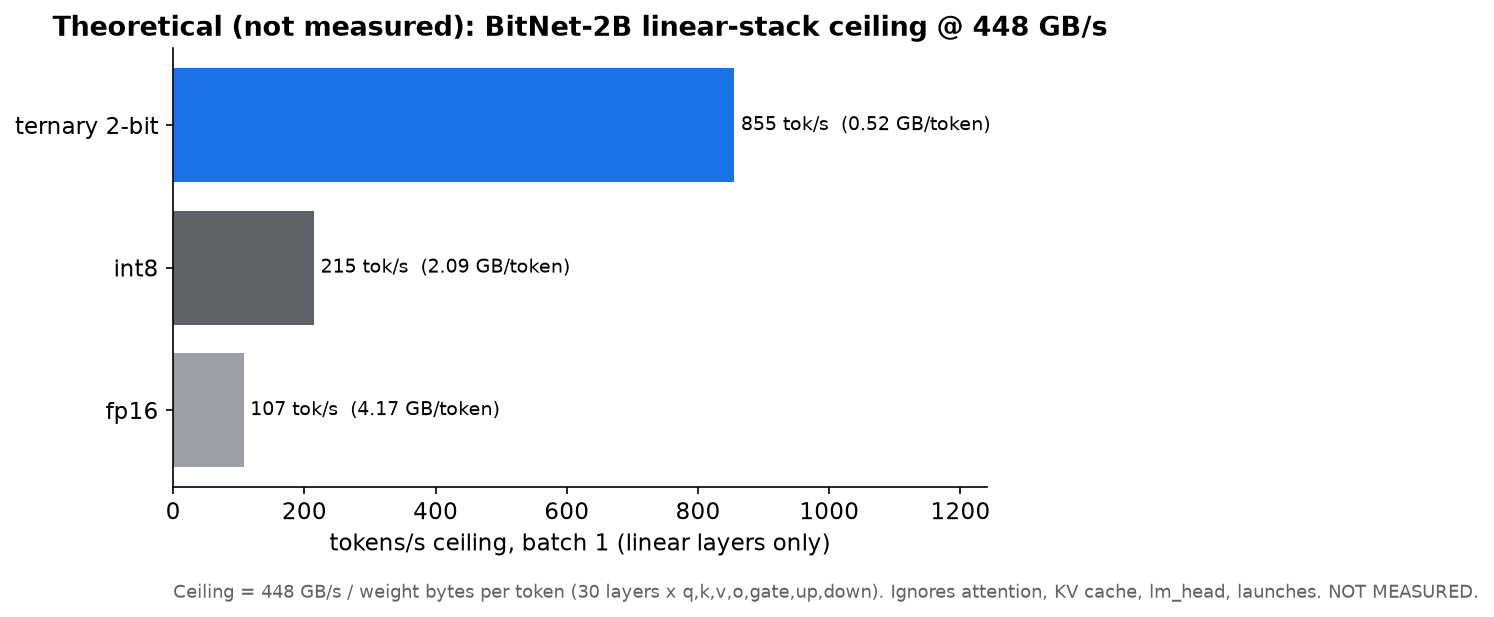 Theoretical (not measured): BitNet-2B linear-stack ceiling @ 448 GB/s
ternary 2-bit
855 tok/s  (0.52 GB/token)
int8
215 tok/s  (2.09 GB/token)
fp16
107 tok/s  (4.17 GB/token)
0 200 400 600 800 1000 1200
tokens/s ceiling, batch 1 (linear layers only)
Ceiling = 448 GB/s / weight bytes per token (30 layers x q,k,v,o,gate,up,down). Ignores attention, KV cache, lm_head, launches. NOT MEASURED.